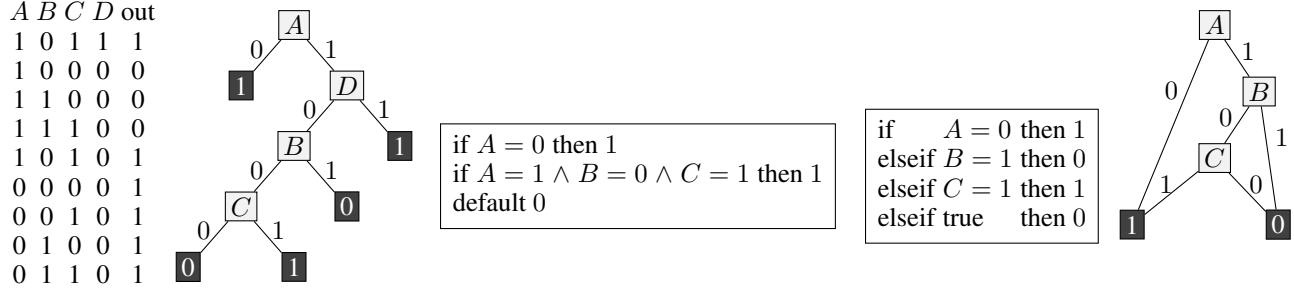 A B C D out
1 0 1 1 1
1 0 0 0 0
1 1 0 0 0
1 1 1 0 0
1 0 1 0 1
0 0 0 0 1
0 0 1 0 1
0 1 0 0 1
0 1 1 0 1
A
0 1
1 D
0 1
B 1
0 1
C 0
0 1
0 1
if A = 0 then 1
if A = 1 ∧ B = 0 ∧ C = 1 then 1
default 0
if A = 0 then 1
elseif B = 1 then 0
elseif C = 1 then 1
elseif true then 0
A
1
0 B
0 1
C
1 0
1 0